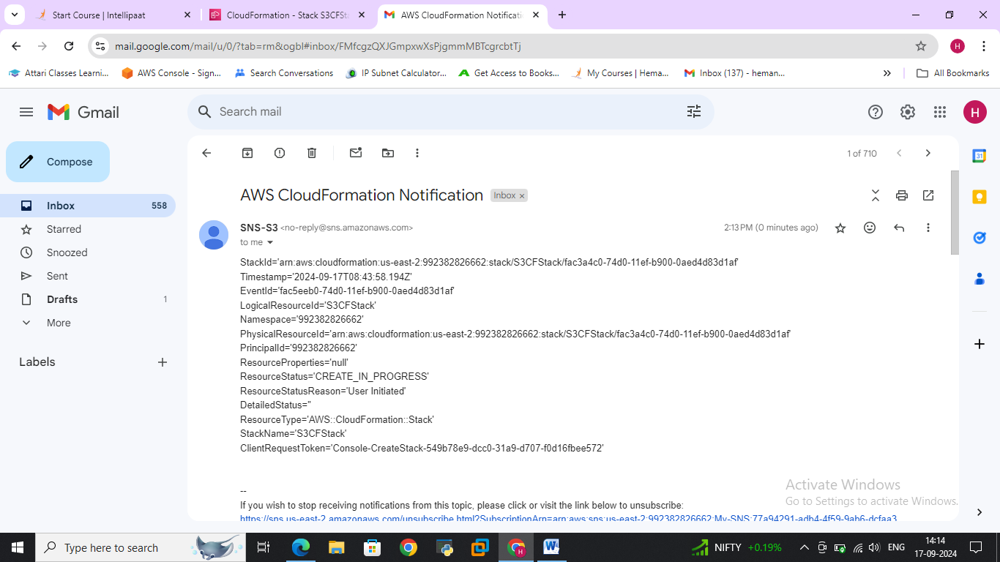 Start Course | Intellipaat
CloudFormation - Stack S3CFSta
AWS CloudFormation Notificati
mail.google.com/mail/u/0/?tab=rm&ogbl#inbox/FMfcgzQXJGmpxwXsPjgmmMBTcgrcbtTj
H
Attari Classes Learni...
AWS Console - Sign...
Search Conversations
IP Subnet Calculator...
Get Access to Books...
My Courses | Hema...
Inbox (137) - heman...
All Bookmarks
Gmail
Search mail
H
Compose
1 of 710
31
Inbox 558
Starred
Snoozed
Sent
Drafts 1
More
Labels
AWS CloudFormation Notification
Inbox x
SNS-S3 <no-reply@sns.amazonaws.com>
2:13 PM (0 minutes ago)
to me
StackId='arn:aws:cloudformation:us-east-2:992382826662:stack/S3CFStack/fac3a4c0-74d0-11ef-b900-0aed4d83d1af'
Timestamp='2024-09-17T08:43:58.194Z'
EventId='fac5eeb0-74d0-11ef-b900-0aed4d83d1af'
LogicalResourceId='S3CFStack'
Namespace='992382826662'
PhysicalResourceId='arn:aws:cloudformation:us-east-2:992382826662:stack/S3CFStack/fac3a4c0-74d0-11ef-b900-0aed4d83d1af'
PrincipalId='992382826662'
ResourceProperties='null'
ResourceStatus='CREATE_IN_PROGRESS'
ResourceStatusReason='User Initiated'
DetailedStatus=''
ResourceType='AWS::CloudFormation::Stack'
StackName='S3CFStack'
ClientRequestToken='Console-CreateStack-549b78e9-dcc0-31a9-d707-f0d16fbee572'
--
If you wish to stop receiving notifications from this topic, please click or visit the link below to unsubscribe:
https://sns.us-east-2.amazonaws.com/unsubscribe.html?SubscriptionArn=arn:aws:sns:us-east-2:992382826662:My-SNS:77a94291-adb4-4f59-9ab6-dcfaa3
Activate Windows
Go to Settings to activate Windows.
Type here to search
NIFTY +0.19%
ENG
14:14
17-09-2024